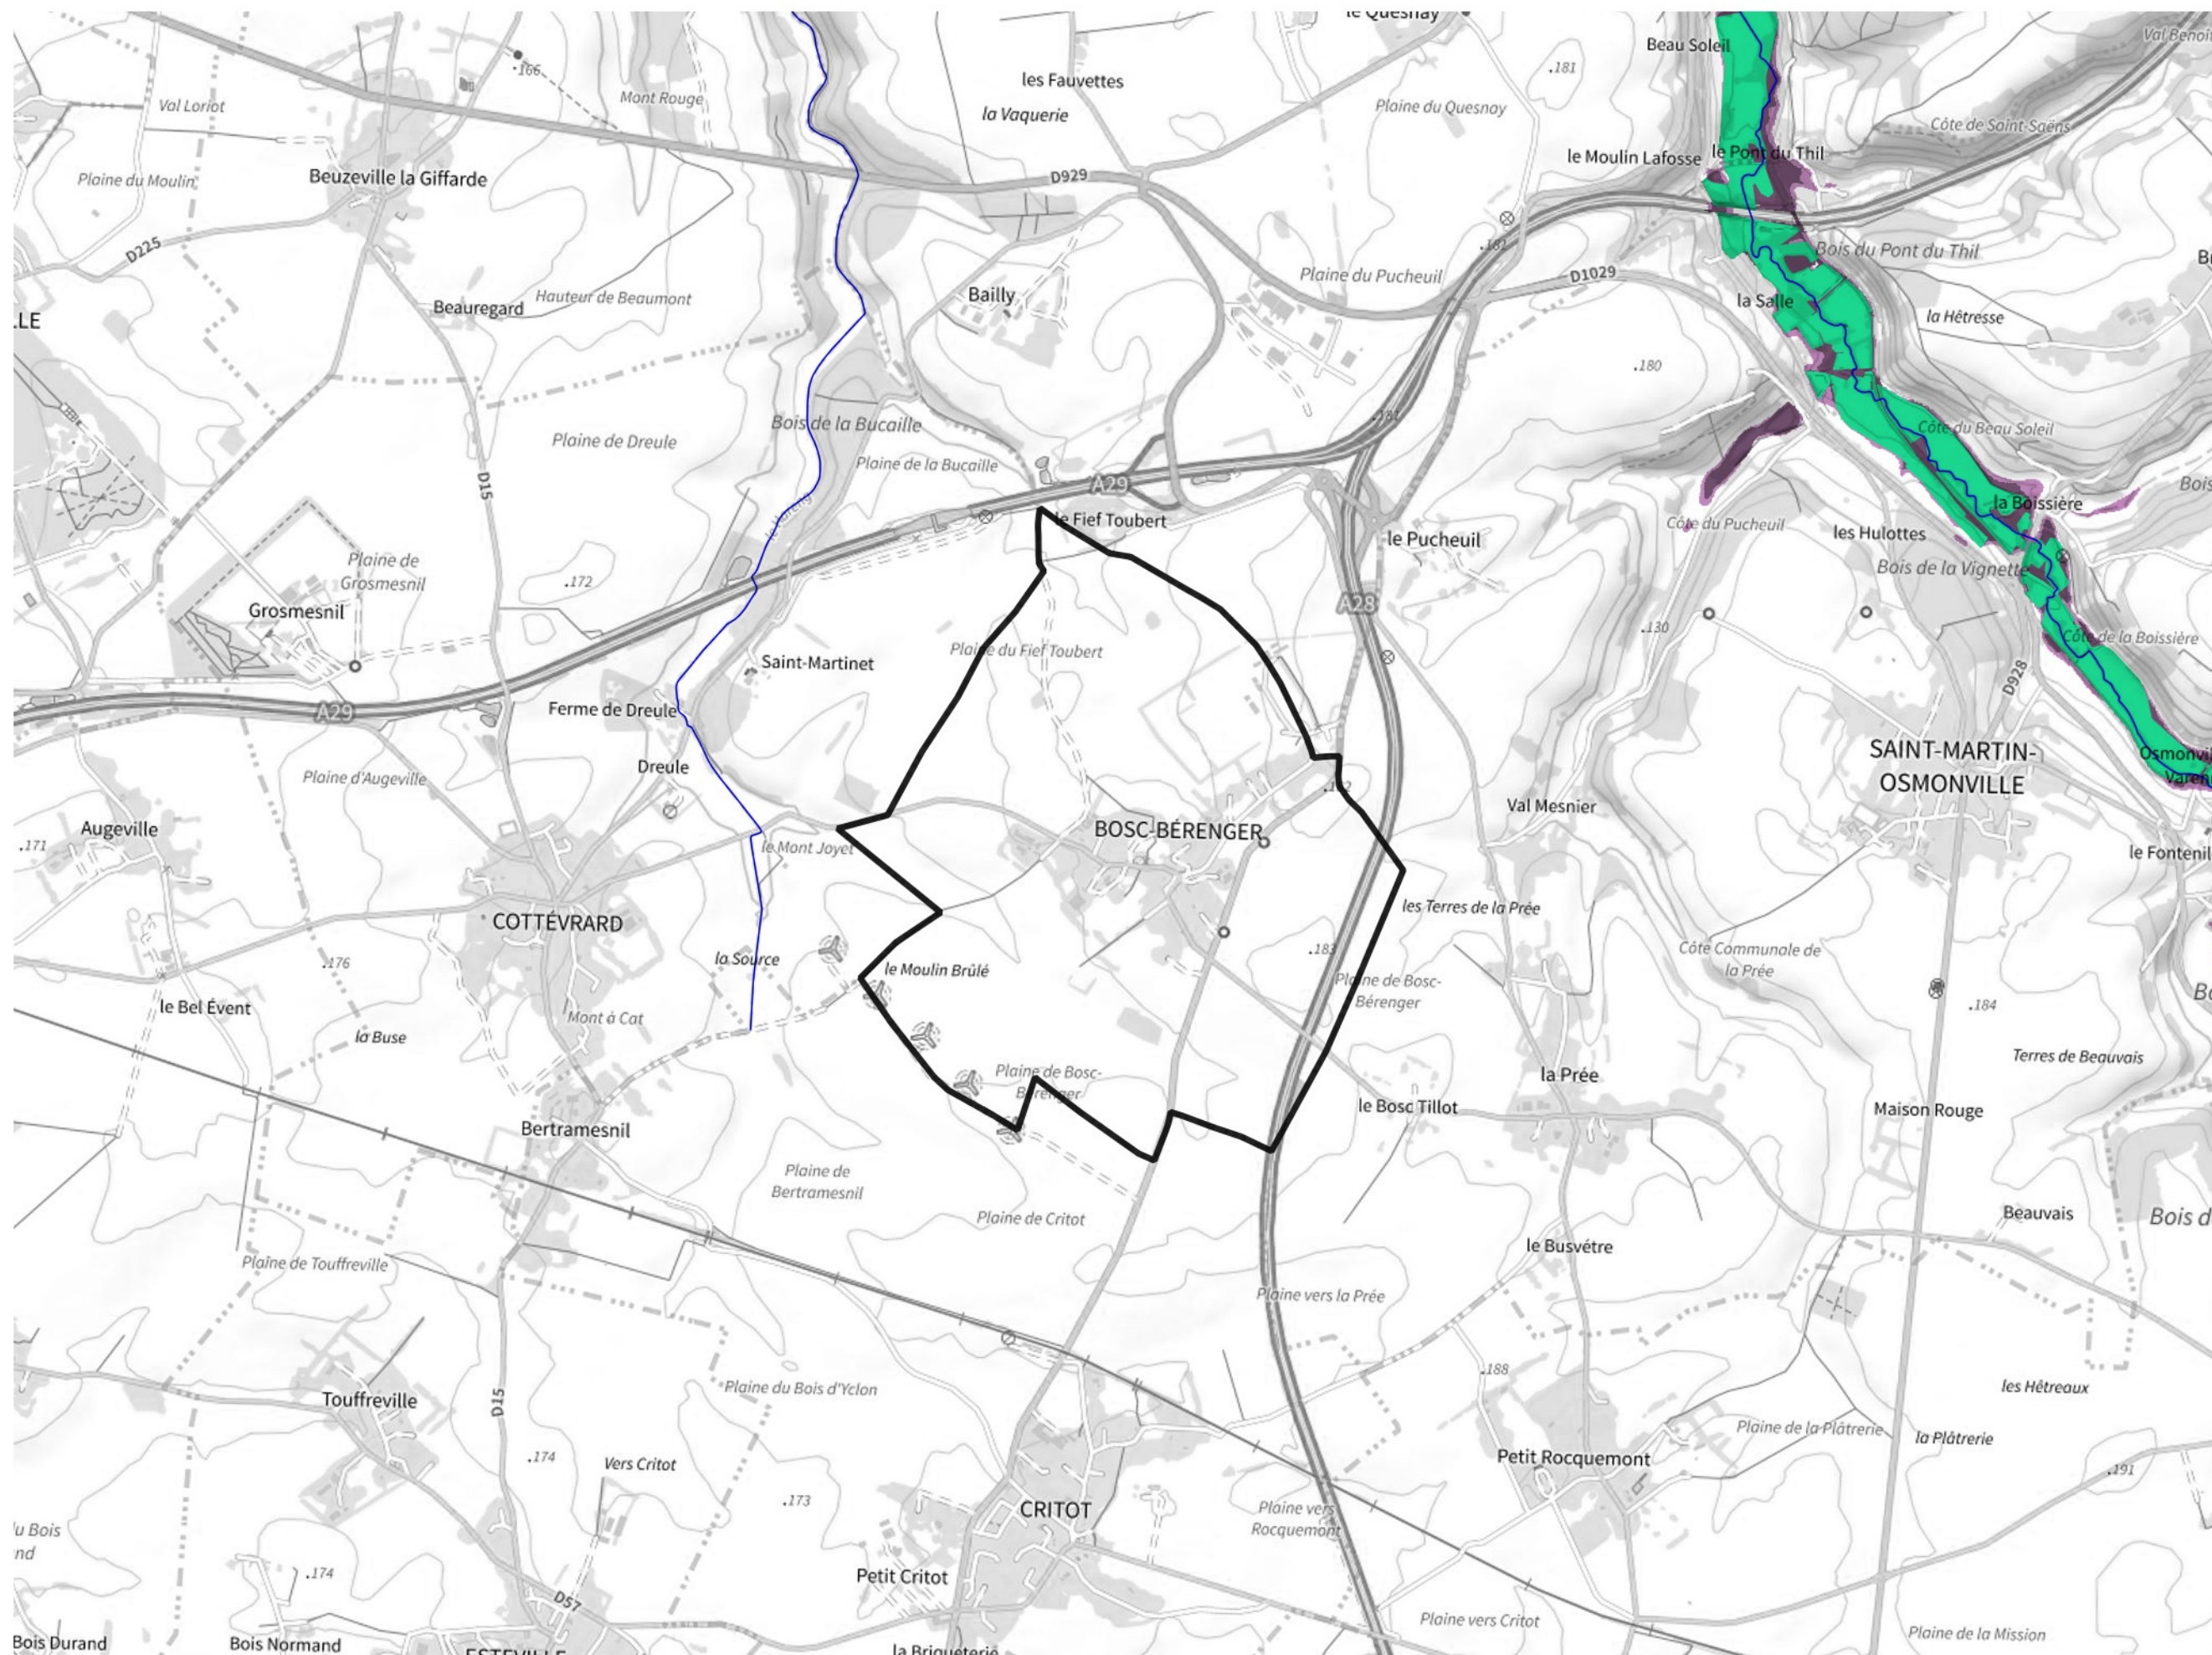 le Quesnay
Beau Soleil
Val Benoit
.166
.181
les Fauvettes
Mont Rouge
Val Loriot
Plaine du Quesnay
la Vaquerie
Côte de Saint-Saëns
le Moulin Lafosse
le Pont du Thil
Plaine du Moulin
Beuzeville la Giffarde
D929
D225
.182
Bois du Pont du Thil
Plaine du Pucheuil
D1029
Bailly
Hauteur de Beaumont
Beauregard
la Salle
la Hêtresse
.180
.181
Bois de la Bucaille
Côte du Beau Soleil
Plaine de Dreule
Plaine de la Bucaille
D15
A29
Bois
la Boissière
le Hareng
le Fief Toubert
Côte du Pucheuil
les Hulottes
le Pucheuil
Plaine de
Grosmesnil
Bois de la Vignette
.172
Grosmesnil
A28
.130
Côte de la Boissière
Plaine du Fief Toubert
Saint-Martinet
D928
Ferme de Dreule
A29
SAINT-MARTIN-
OSMONVILLE
Dreule
Plaine d'Augeville
Val Mesnier
Augeville
BOSC-BÉRENGER
.171
le Mont Joyet
les Terres de la Prée
COTTÉVRARD
.183
Côte Communale de
la Prée
la Source
.176
le Moulin Brûlé
Plaine de Bosc-
Bérenger
le Bel Évent
.184
Mont à Cat
la Buse
Terres de Beauvais
Plaine de Bosc-
Bérenger
la Prée
le Bosc Tillot
Maison Rouge
Bertramesnil
Plaine de
Bertramesnil
Beauvais
Plaine de Critot
le Busvétre
Plaine de Touffreville
Plaine vers la Prée
.188
Plaine du Bois d'Yclon
les Hêtreaux
Touffreville
D15
Plaine de la Plâtrerie
la Plâtrerie
.174
Vers Critot
Petit Rocquemont
.191
.173
CRITOT
Plaine vers
Rocquemont
.174
Petit Critot
D57
Plaine vers Critot
Plaine de la Mission
Bois Durand
Bois Normand
ESTEVILLE
la Briqueterie